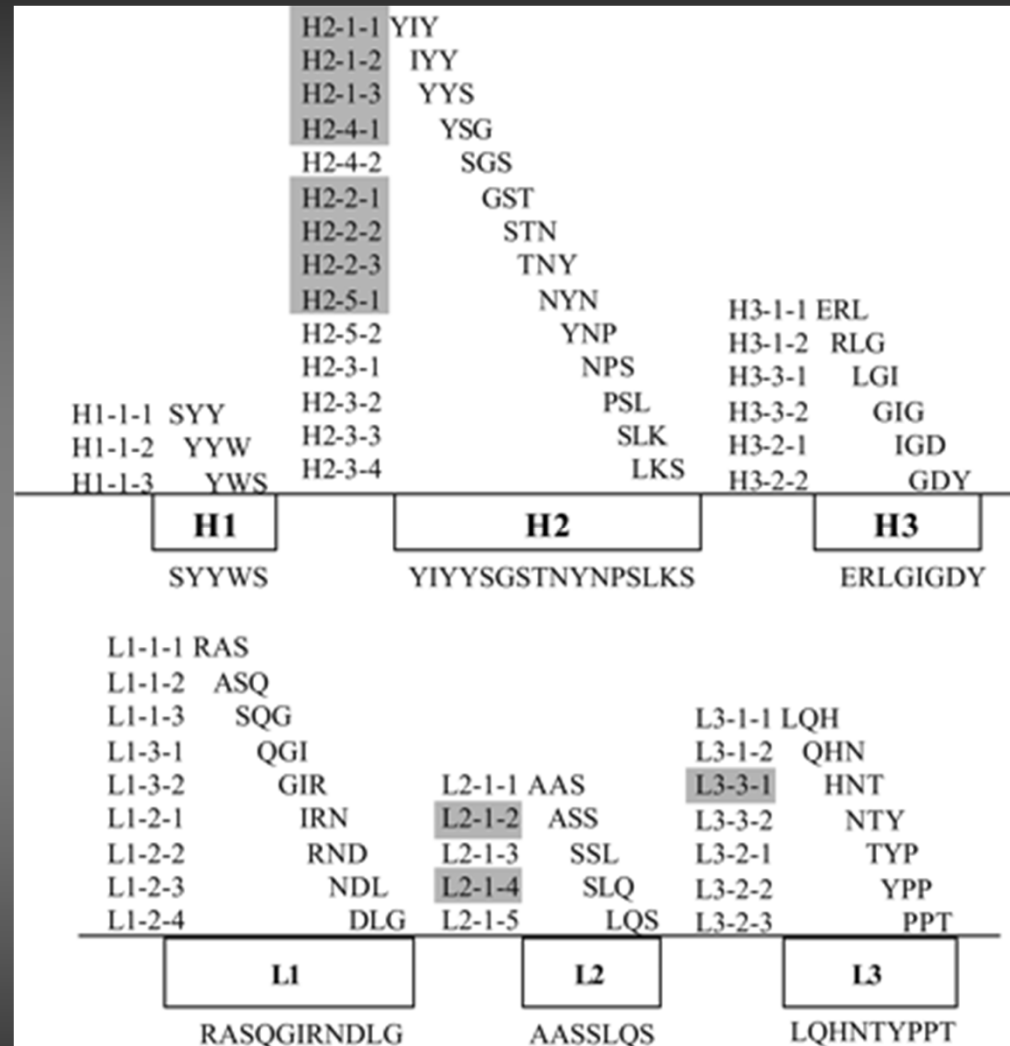 H2-1-1 YIY
H2-1-2 IYY
H2-1-3 YYS
H2-4-1 YSG
H2-4-2 SGS
H2-2-1 GST
H2-2-2 STN
H2-2-3 TNY
H2-5-1 NYN
H2-5-2 YNP
H2-3-1 NPS
H2-3-2 PSL
H2-3-3 SLK
H2-3-4 LKS
H1-1-1 SYY
H1-1-2 YYW
H1-1-3 YWS
H3-1-1 ERL
H3-1-2 RLG
H3-3-1 LGI
H3-3-2 GIG
H3-2-1 IGD
H3-2-2 GDY
H1 H2 H3
SYYWS YIYYSGSTNYNPSLKS ERLGIGDY
L1-1-1 RAS
L1-1-2 ASQ
L1-1-3 SQG
L1-3-1 QGI
L1-3-2 GIR
L1-2-1 IRN
L1-2-2 RND
L1-2-3 NDL
L1-2-4 DLG
L2-1-1 AAS
L2-1-2 ASS
L2-1-3 SSL
L2-1-4 SLQ
L2-1-5 LQS
L3-1-1 LQH
L3-1-2 QHN
L3-3-1 HNT
L3-3-2 NTY
L3-2-1 TYP
L3-2-2 YPP
L3-2-3 PPT
L1 L2 L3
RASQGIRNDLG AASSLQS LQHNTYPPT